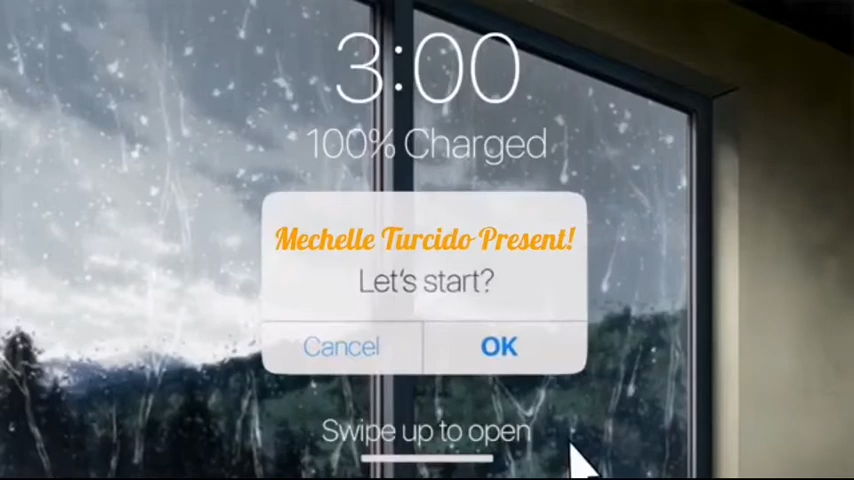 3:00
100% Charged
Mechelle Turcido Present!
Let's start?
Cancel OK
Swipe up to open